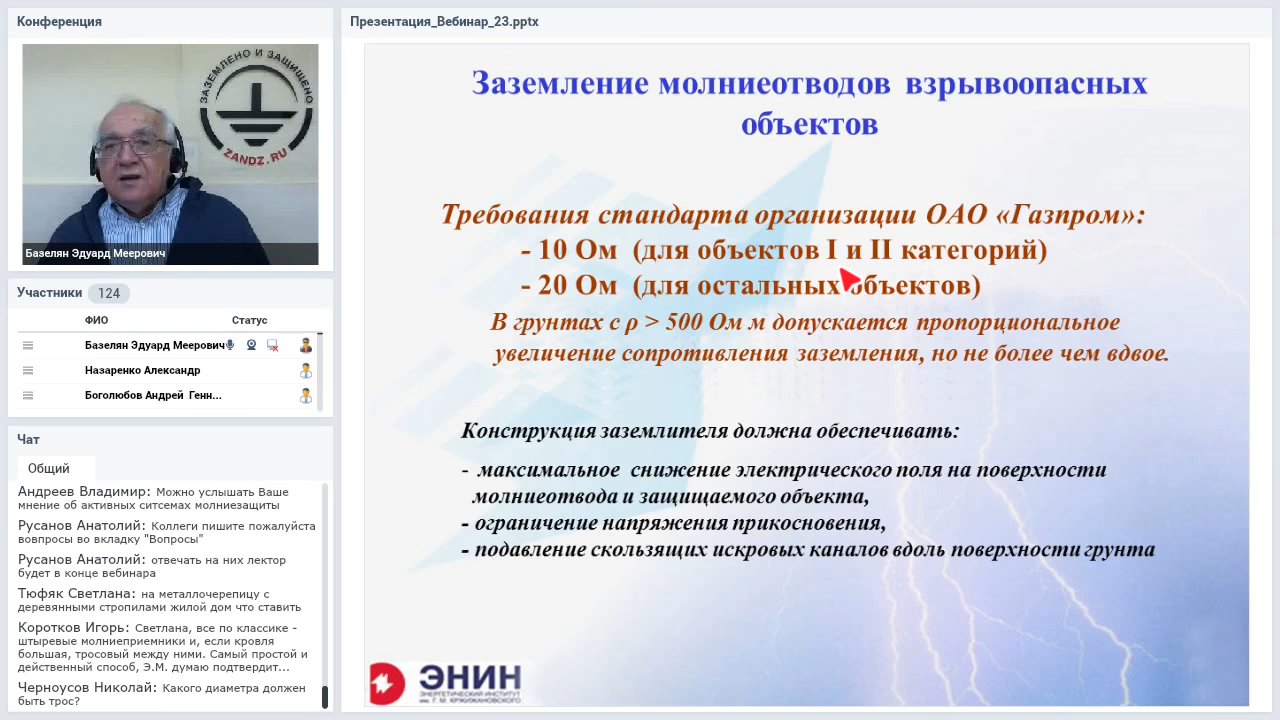 Конференция
ЗАЗЕМЛЕНО И ЗАЩИЩЕНО
ZANDZ.RU
Базелян Эдуард Меерович
Участники 124
ФИО Статус
Базелян Эдуард Меерович
Назаренко Александр
Боголюбов Андрей Генн...
Чат
Общий
Андреев Владимир: Можно услышать Ваше
мнение об активных ситсемах молниезащиты
Русанов Анатолий: Коллеги пишите пожалуйста
вовпросы во вкладку "Вопросы"
Русанов Анатолий: отвечать на них лектор
будет в конце вебинара
Тюфяк Светлана: на металлочерепицу с
деревянными стропилами жилой дом что ставить
Коротков Игорь: Светлана, все по классике -
штыревые молниеприемники и, если кровля
большая, тросовый между ними. Самый простой и
действенный способ, Э.М. думаю подтвердит...
Черноусов Николай: Какого диаметра должен
быть трос?
Презентация_Вебинар_23.pptx
Заземление молниеотводов взрывоопасных
объектов
Требования стандарта организации ОАО «Газпром»:
- 10 Ом (для объектов I и II категорий)
- 20 Ом (для остальных объектов)
В грунтах с ρ > 500 Ом м допускается пропорциональное
увеличение сопротивления заземления, но не более чем вдвое.
Конструкция заземлителя должна обеспечивать:
- максимальное снижение электрического поля на поверхности
молниеотвода и защищаемого объекта,
- ограничение напряжения прикосновения,
- подавление скользящих искровых каналов вдоль поверхности грунта
ЭНИН
ЭНЕРГЕТИЧЕСКИЙ ИНСТИТУТ
им. Г. М. КРЖИЖАНОВСКОГО